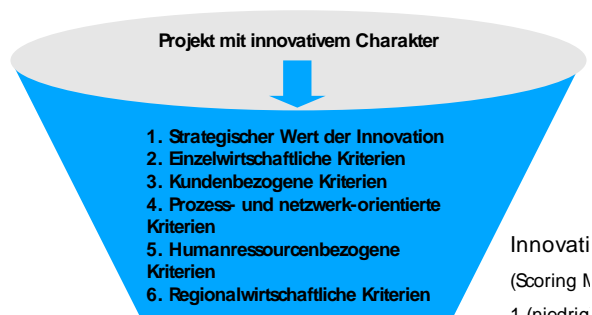 Projekt mit innovativem Charakter
1. Strategischer Wert der Innovation
2. Einzelwirtschaftliche Kriterien
3. Kundenbezogene Kriterien
4. Prozess- und netzwerk-orientierte
Kriterien
5. Humanressourcenbezogene
Kriterien
6. Regionalwirtschaftliche Kriterien
(Scoring
1